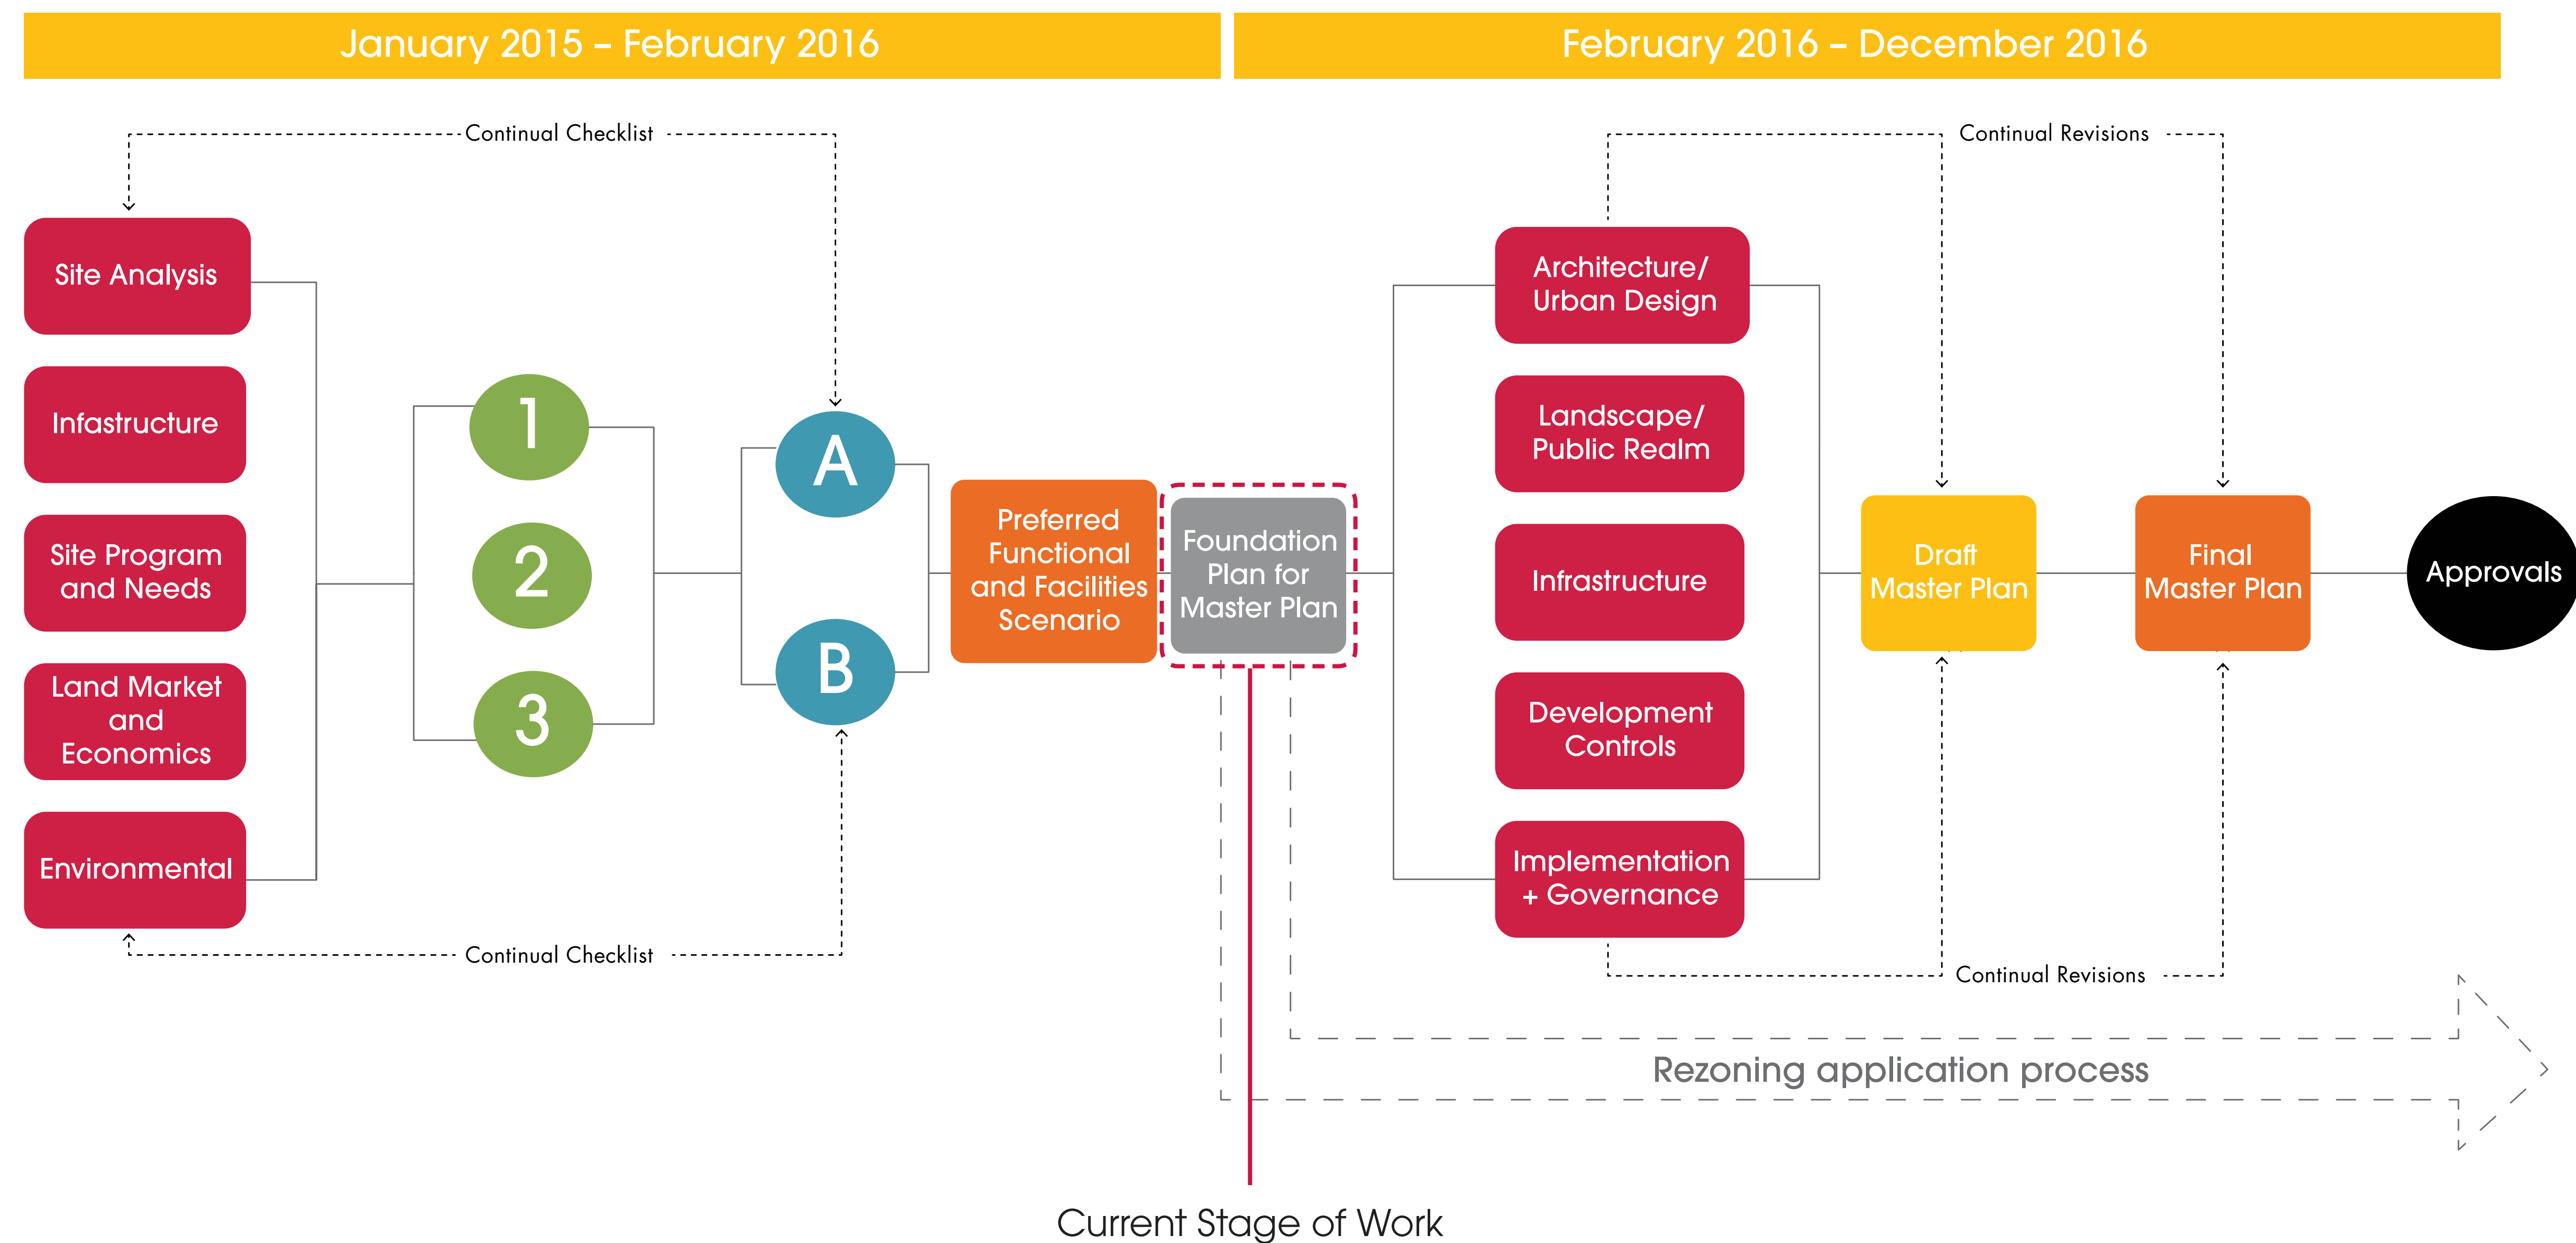 January 2015 – February 2016
February 2016 – December 2016
Continual Checklist
Continual Revisions
Site Analysis
Infastructure
Site Program
and Needs
Land Market
and
Economics
Environmental
1
2
3
A
B
Continual Checklist
Preferred
Functional
and Facilities
Scenario
Foundation
Plan for
Master Plan
Architecture/
Urban Design
Landscape/
Public Realm
Infrastructure
Development
Controls
Implementation
+ Governance
Draft
Master Plan
Final
Master Plan
Approvals
Continual Revisions
Rezoning application process
Current Stage of Work